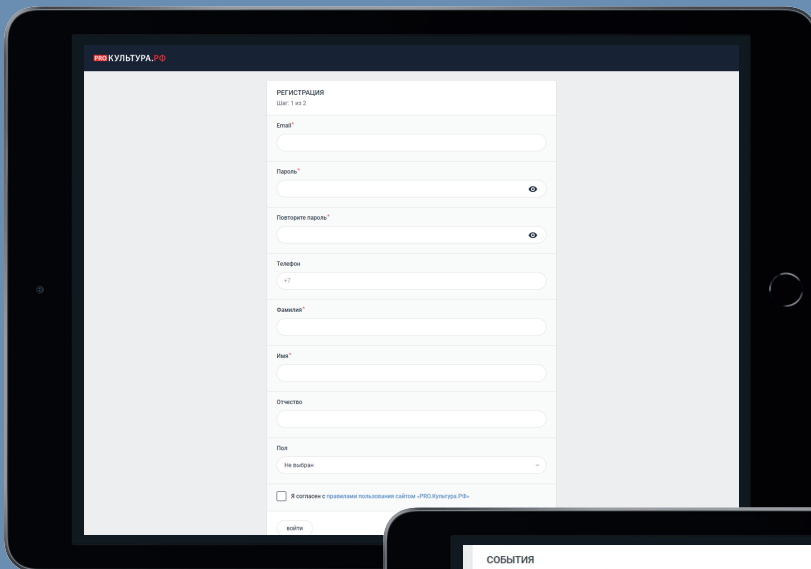 PRO КУЛЬТУРА.РФ
РЕГИСТРАЦИЯ
Шаг: 1 из 2
Email*
Пароль*
Повторите пароль*
Телефон
+7
Фамилия*
Имя*
Отчество
Пол
Не выбран
Я согласен с правилами пользования сайтом «PRO.Культура.РФ»
войти
СОБЫТИЯ